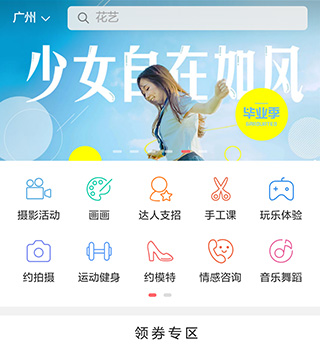 广州
花艺
少女自在如风
毕业季
摄影活动 画画 达人支招 手工课 玩乐体验
约拍摄 运动健身 约模特 情感咨询 音乐舞蹈
领券专区